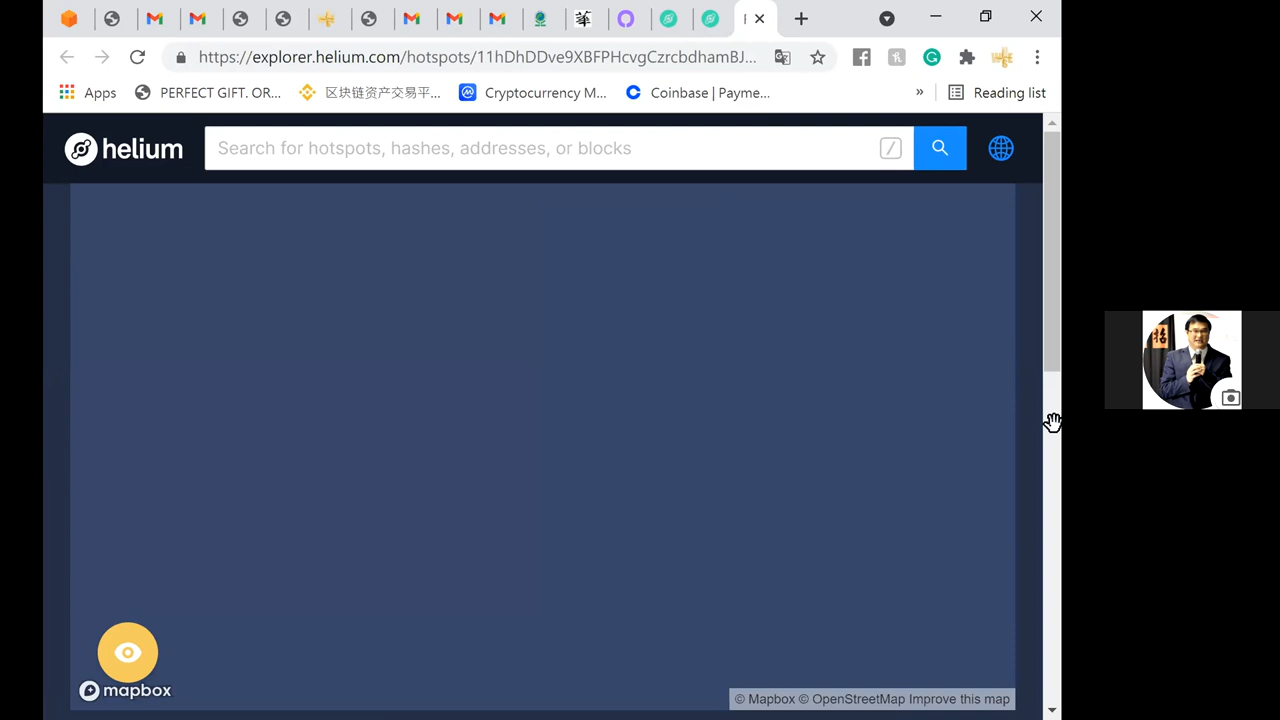 https://explorer.helium.com/hotspots/11hDhDDve9XBFPHcvgCzrcbdhamBJ...
Apps
PERFECT GIFT. OR...
区块链资产交易平...
Cryptocurrency M...
Coinbase | Payme...
»
Reading list
helium
Search for hotspots, hashes, addresses, or blocks
/
mapbox
© Mapbox © OpenStreetMap Improve this map